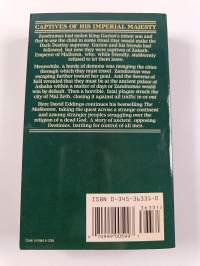 CAPTIVES OF HIS IMPERIAL MAJESTY
Zandramas had stolen King Garion's infant son and
fled to use the child in some ritual that would make the
Dark Destiny supreme. Garion and his friends had
followed, but now they were captives of Zakath,
Emperor of Mallorea, who, while friendly, stubbornly
refused to let them leave.
Meanwhile, a horde of demons was ravaging the cities
through which they must travel. Zandramas was
escaping farther toward her goal. And the Seeress of
Kell revealed that they must be at the ancient palace of
Ashaba within a matter of days or Zandramas would
win by default. Then a horrible, fatal plague struck the
city of Mal Zeth, closing it against all traffic in or out.
Here David Eddings continues his bestselling The
Malloreon, taking the quest across a strange continent
and among stranger peoples struggling over the
religion of a dead God. A story of ancient, opposing
Destinies, battling for control of all men.
ISBN 0-345-36331-0